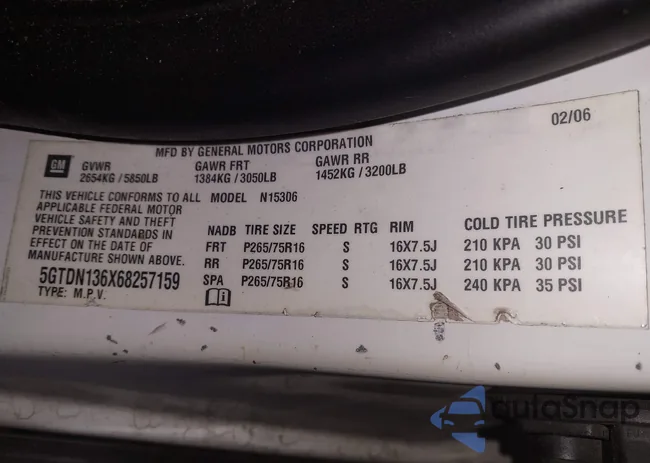 02/06
MFD BY GENERAL MOTORS CORPORATION
GM GVWR GAWR FRT GAWR RR
2654KG / 5850LB 1384KG / 3050LB 1452KG / 3200LB
THIS VEHICLE CONFORMS TO ALL MODEL N15306
APPLICABLE FEDERAL MOTOR
VEHICLE SAFETY AND THEFT
PREVENTION STANDARDS IN
EFFECT ON THE DATE OF
MANUFACTURE SHOWN ABOVE.
5GTDN136X68257159
TYPE: M.P.V.
NADB TIRE SIZE SPEED RTG RIM COLD TIRE PRESSURE
FRT P265/75R16 S 16X7.5J 210 KPA 30 PSI
RR P265/75R16 S 16X7.5J 210 KPA 30 PSI
SPA P265/75R16 S 16X7.5J 240 KPA 35 PSI